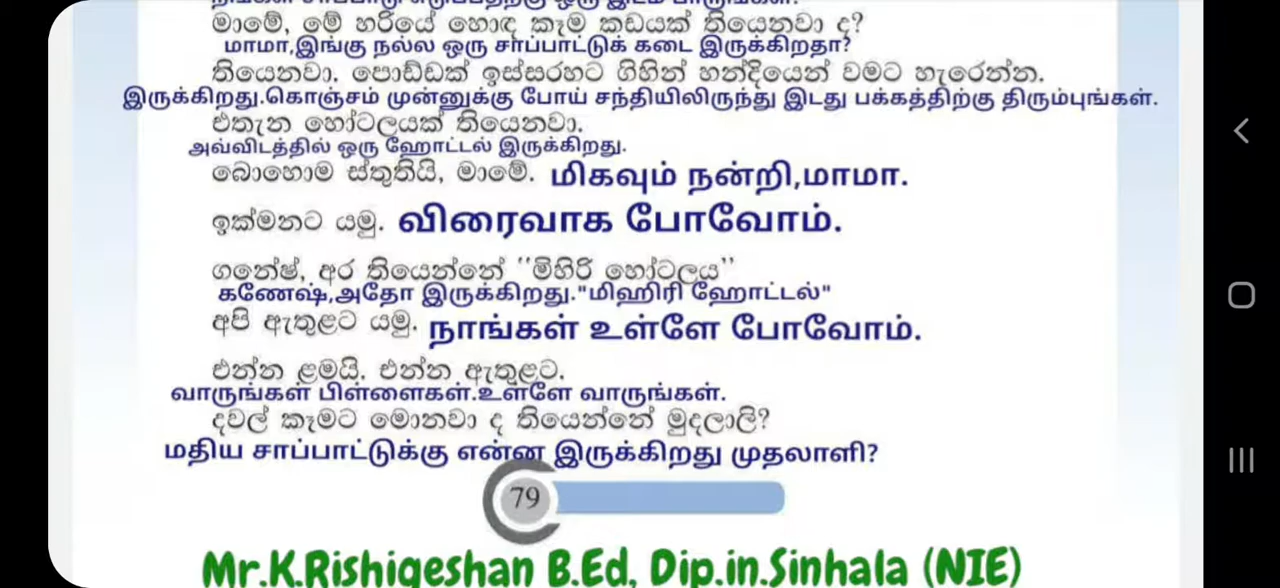 මාමේ, මේ හරියේ හොඳ කෑම කඩයක් තියෙනවා ද?
மாமா,இங்கு நல்ல ஒரு சாப்பாட்டுக் கடை இருக்கிறதா?
තියෙනවා. පොඩ්ඩක් ඉස්සරහට ගිහින් හන්දියෙන් වමට හැරෙන්න.
இருக்கிறது.கொஞ்சம் முன்னுக்கு போய் சந்தியிலிருந்து இடது பக்கத்திற்கு திரும்புங்கள்.
එතැන හෝටලයක් තියෙනවා.
அவ்விடத்தில் ஒரு ஹோட்டல் இருக்கிறது.
බොහොම ස්තුතියි, මාමේ. மிகவும் நன்றி,மாமா.
ඉක්මනට යමු. விரைவாக போவோம்.
ගනේෂ්, අර තියෙන්නේ "මිහිරි හෝටලය"
கணேஷ்,அதோ இருக்கிறது."மிஹிரி ஹோட்டல்"
අපි ඇතුළට යමු. நாங்கள் உள்ளே போவோம்.
එන්න ළමයි. එන්න ඇතුළට.
வாருங்கள் பிள்ளைகள்.உள்ளே வாருங்கள்.
දවල් කෑමට මොනවා ද තියෙන්නේ මුදලාලි?
மதிய சாப்பாட்டுக்கு என்ன இருக்கிறது முதலாளி?
79
Mr.K.Rishigeshan B.Ed, Dip.in.Sinhala (NIE)